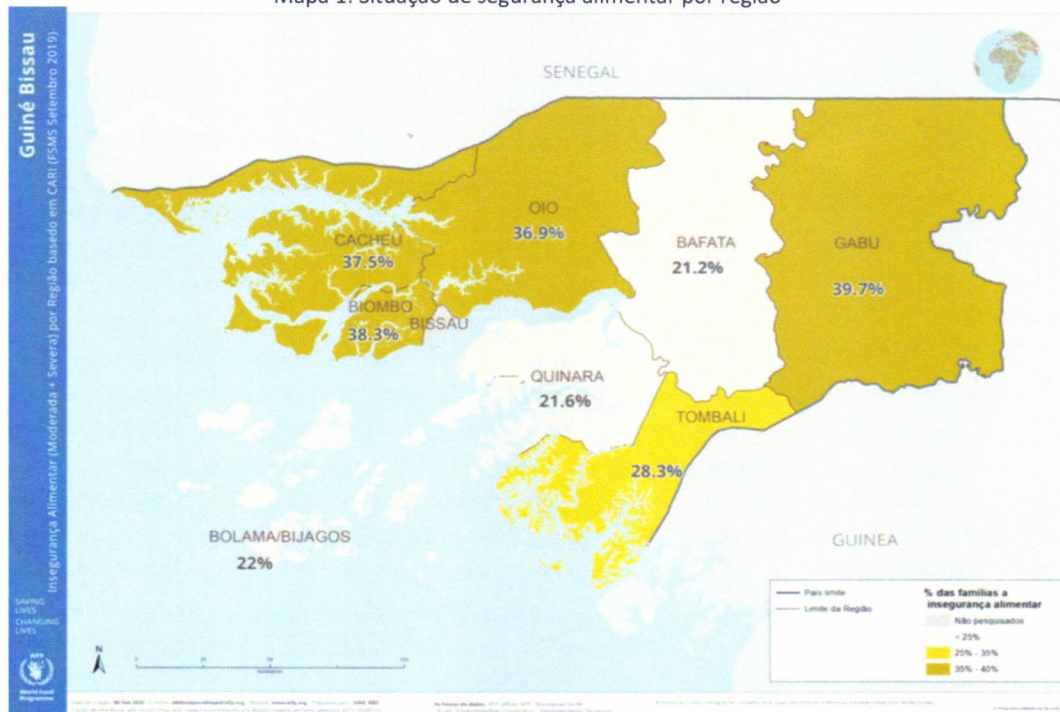 Mapa 1: Situação de segurança alimentar por região
Guiné Bissau
Insegurança Alimentar (Moderada + Severa) por Região basedo em CARI (FSMS Setembro 2019)
SENEGAL
OIO
36.9%
CACHEU
37.5%
BAFATA
21.2%
GABU
39.7%
BIOMBO
38.3%
BISSAU
QUINARA
21.6%
TOMBALI
28.3%
BOLAMA/BIJAGOS
22%
GUINEA
SAVING
LIVES
CHANGING
LIVES
WFP
World Food
Programme
N
País limite
Limite da Região
% das famílias a
insegurança alimentar
Não pesquisados
< 25%
25% - 35%
35% - 40%